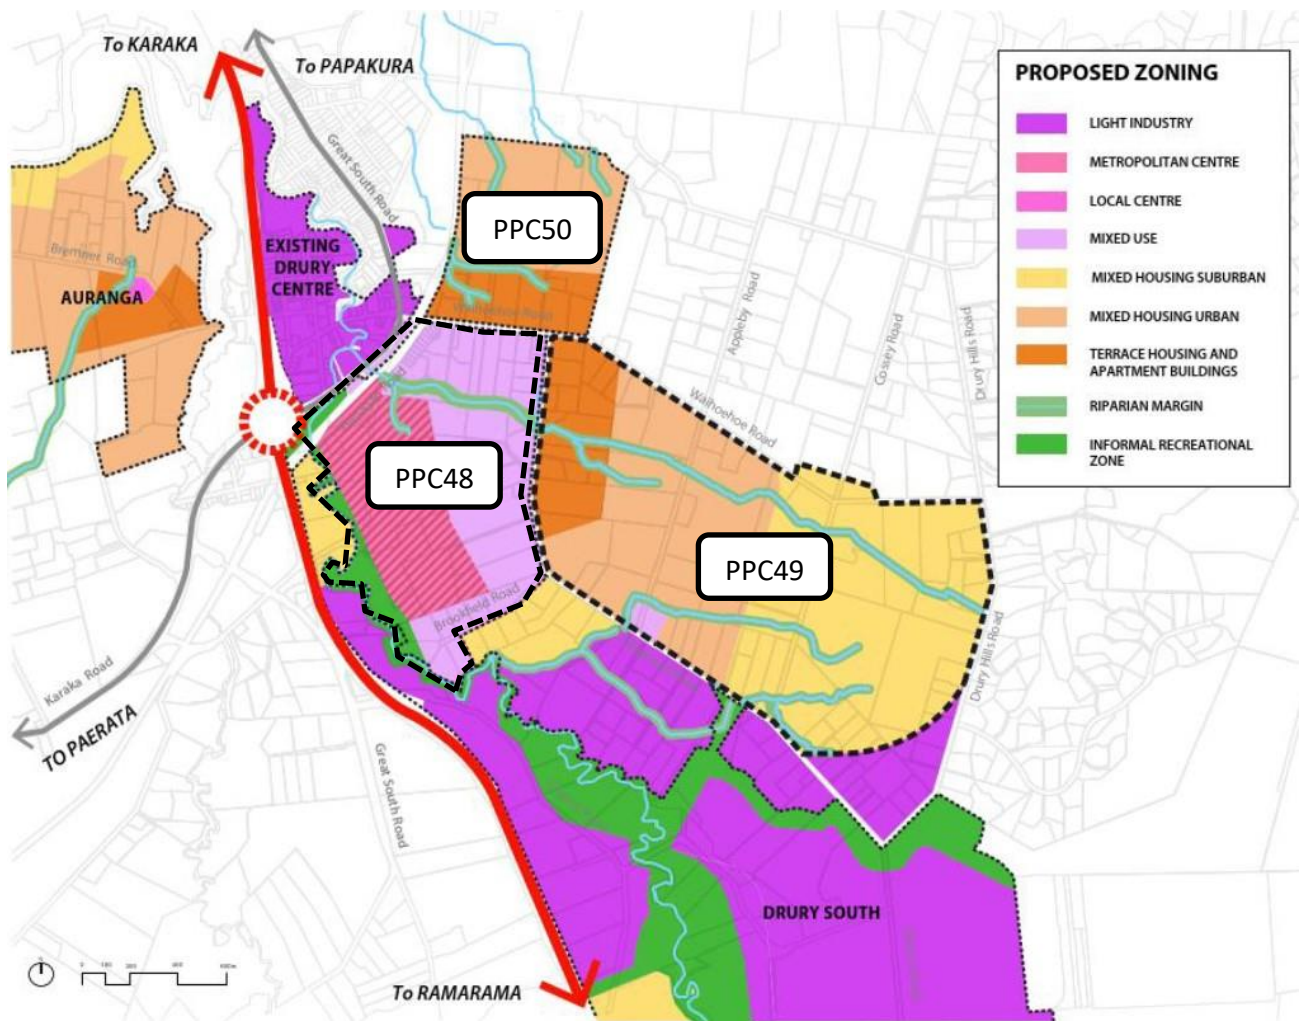 To KARAKA
To PAPAKURA
Great South Road
PROPOSED ZONING
LIGHT INDUSTRY
METROPOLITAN CENTRE
LOCAL CENTRE
MIXED USE
MIXED HOUSING SUBURBAN
MIXED HOUSING URBAN
TERRACE HOUSING AND
APARTMENT BUILDINGS
RIPARIAN MARGIN
INFORMAL RECREATIONAL
ZONE
PPC50
EXISTING
DRURY
CENTRE
Bremner Road
AURANGA
Waihoehoe Road
Appleby Road
Cossey Road
Drury Hills Road
Waihoehoe Road
PPC48
PPC49
Brookfield Road
Drury Hills Road
Karaka Road
TO PAERATA
Great South Road
DRURY SOUTH
To RAMARAMA